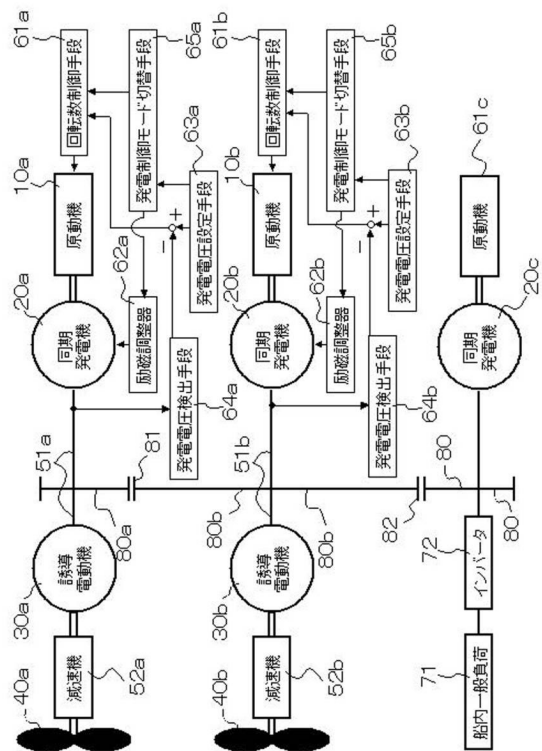 61a
回転数制御手段
65a
発電制御モード切替手段
63a
発電電圧設定手段
10a
原動機
20a
同期
発電機
62a
励磁調整器
+
−
64a
発電電圧検出手段
51a
81
80a
30a
誘導
電動機
52a
減速機
40a
61b
回転数制御手段
65b
発電制御モード切替手段
63b
発電電圧設定手段
10b
原動機
20b
同期
発電機
62b
励磁調整器
+
−
64b
発電電圧検出手段
51b
80b
80b
82
30b
誘導
電動機
52b
減速機
40b
61c
原動機
20c
同期
発電機
80
80
72
インバータ
71
船内一般負荷